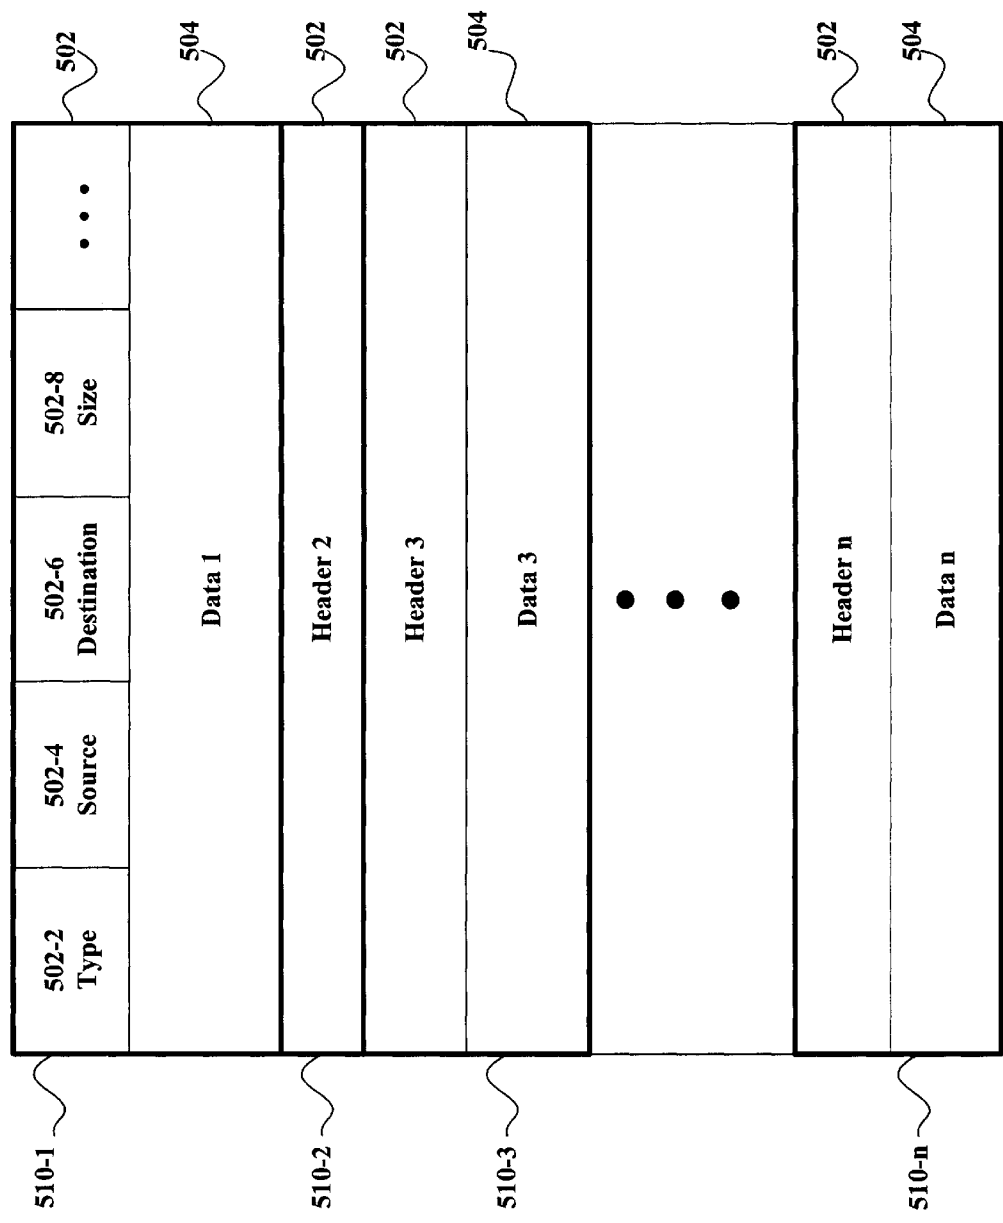 510-1
502-2
Type
502-4
Source
502-6
Destination
502-8
Size
• • •
502
Data 1
504
510-2
Header 2
502
Header 3
502
510-3
Data 3
504
• • •
Header n
502
510-n
Data n
504